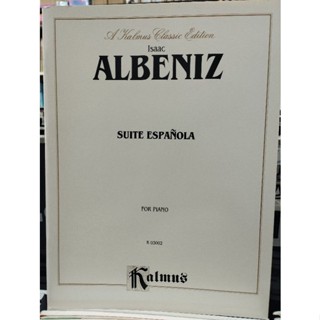 A Kalmus Classic Edition
Isaac
ALBENIZ
SUITE ESPAÑOLA
FOR PIANO
Kalmus